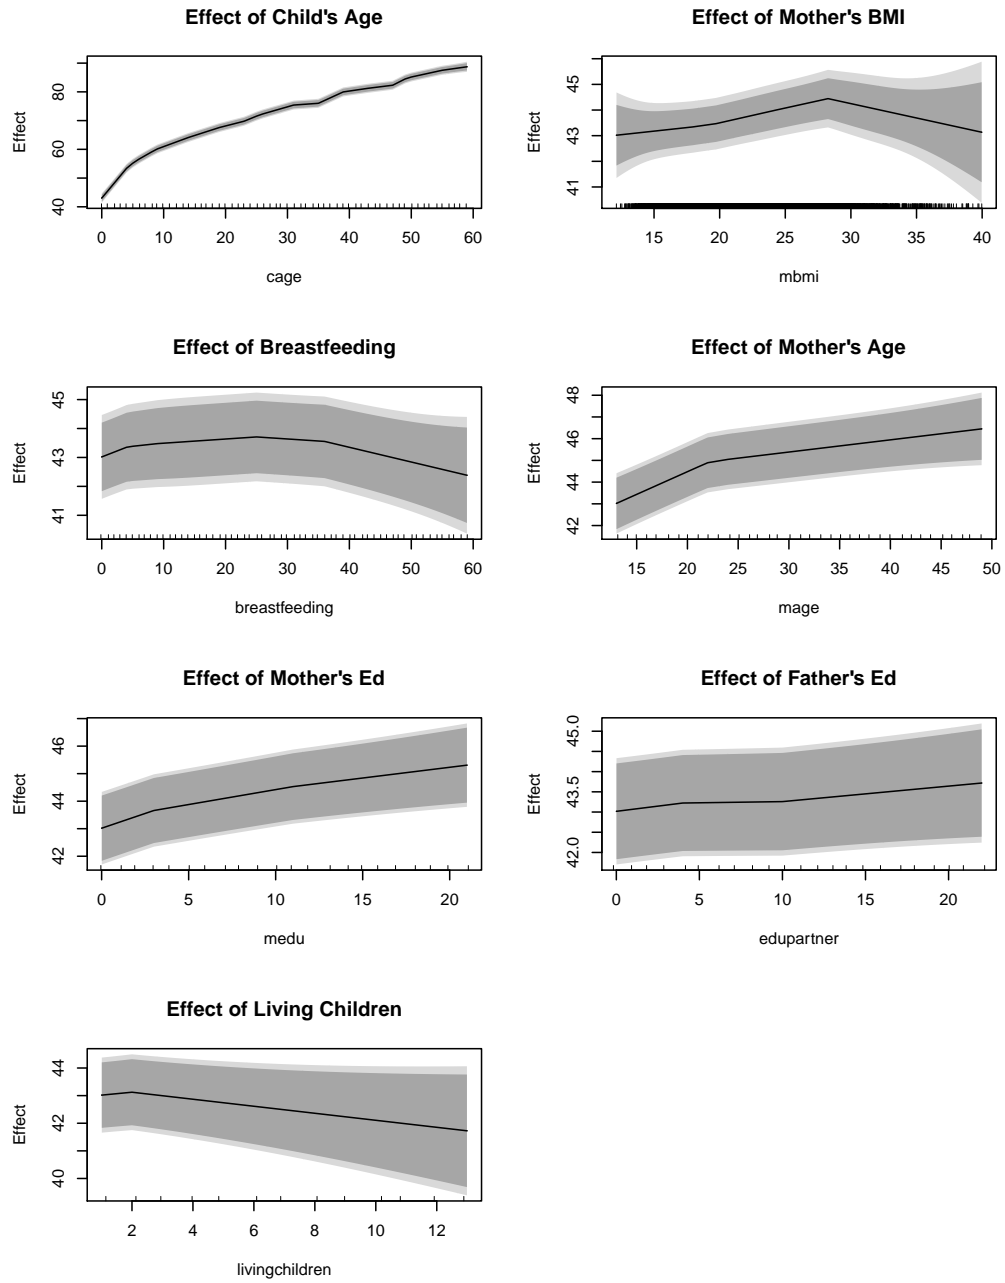 Effect of Child's Age
Effect
40 60 80
0 10 20 30 40 50 60
cage
Effect of Mother's BMI
Effect
41 43 45
15 20 25 30 35 40
mbmi
Effect of Breastfeeding
Effect
41 43 45
0 10 20 30 40 50 60
breastfeeding
Effect of Mother's Age
Effect
42 44 46 48
15 20 25 30 35 40 45 50
mage
Effect of Mother's Ed
Effect
42 44 46
0 5 10 15 20
medu
Effect of Father's Ed
Effect
42.0 43.5 45.0
0 5 10 15 20
edupartner
Effect of Living Children
Effect
40 42 44
2 4 6 8 10 12
livingchildren